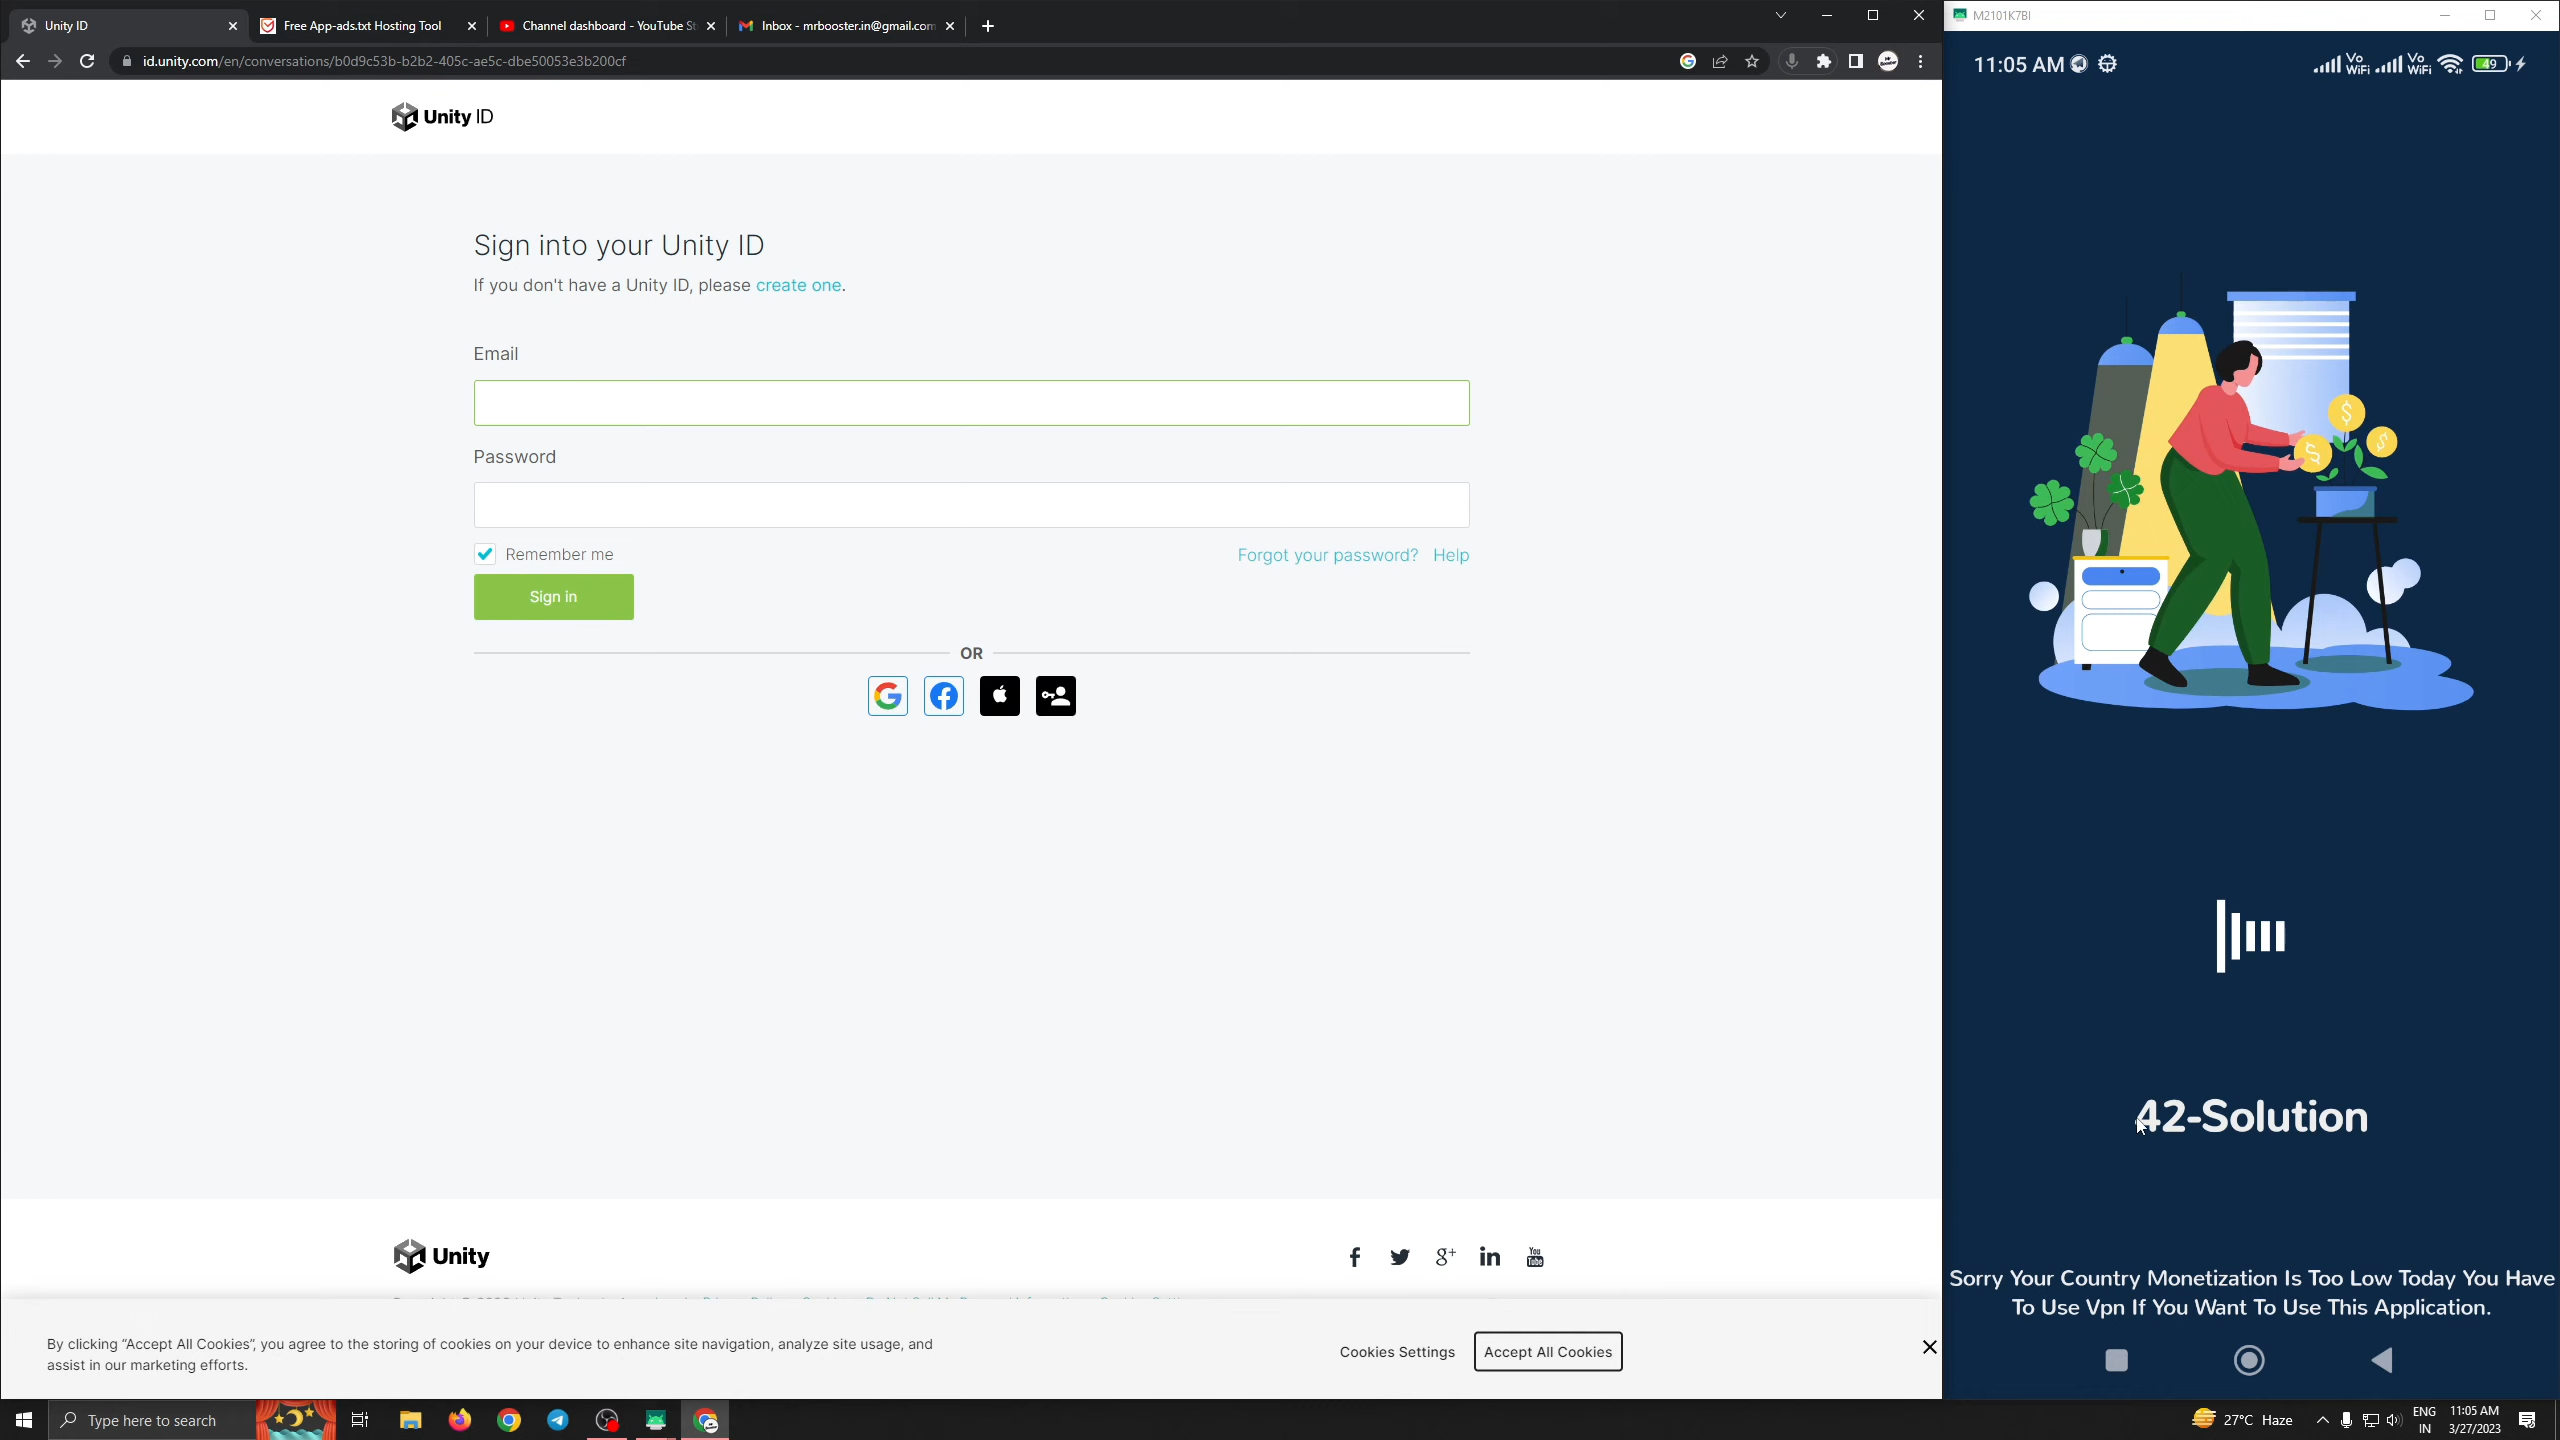 Unity ID
Free App-ads.txt Hosting Tool
Channel dashboard - YouTube St
Inbox - mrbooster.in@gmail.com
id.unity.com/en/conversations/b0d9c53b-b2b2-405c-ae5c-dbe50053e3b200cf
Unity ID
Sign into your Unity ID
If you don't have a Unity ID, please create one.
Email
Password
Remember me
Forgot your password? Help
Sign in
OR
Unity
By clicking “Accept All Cookies”, you agree to the storing of cookies on your device to enhance site navigation, analyze site usage, and
assist in our marketing efforts.
Cookies Settings
Accept All Cookies
M2101K7BI
11:05 AM
Vo
WiFi
Vo
WiFi
49
42-Solution
Sorry Your Country Monetization Is Too Low Today You Have
To Use Vpn If You Want To Use This Application.
Type here to search
27°C Haze
ENG
IN
11:05 AM
3/27/2023